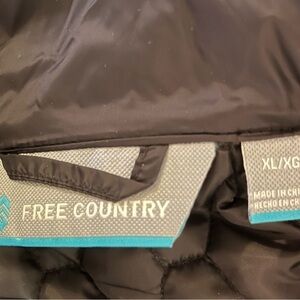 FREE COUNTRY
XL/XG
MADE IN CH
HECHO EN CH